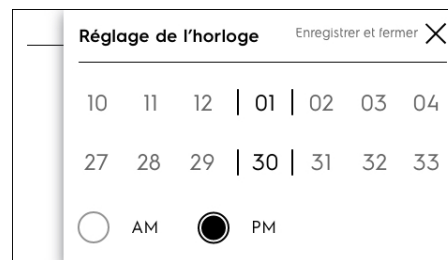 Réglage de l'horloge Enregistrer et fermer
10 11 12 01 02 03 04
27 28 29 30 31 32 33
AM PM